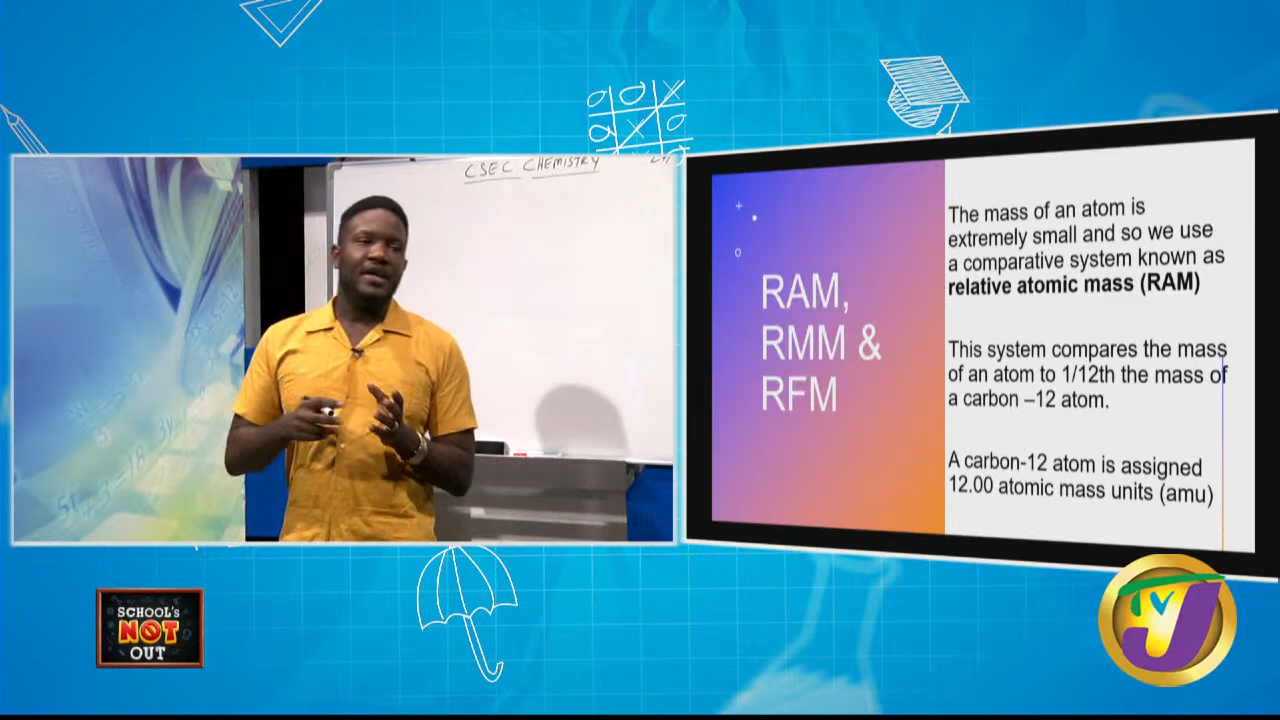 CSEC CHEMISTRY
RAM,
RMM &
RFM
The mass of an atom is
extremely small and so we use
a comparative system known as
relative atomic mass (RAM)
This system compares the mass
of an atom to 1/12th the mass of
a carbon –12 atom.
A carbon-12 atom is assigned
12.00 atomic mass units (amu)
SCHOOL'S
NOT
OUT
TVJ